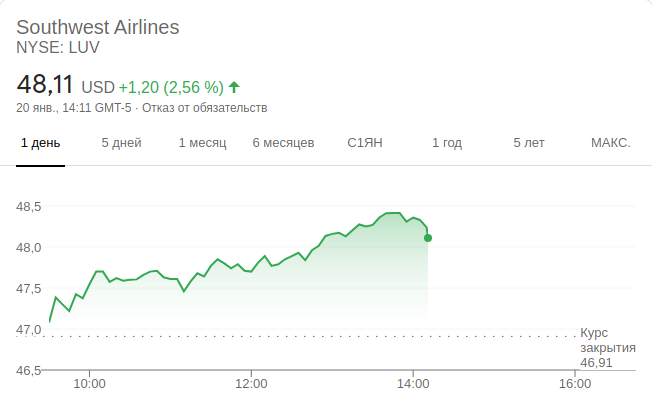 Southwest Airlines
NYSE: LUV
48,11 USD +1,20 (2,56 %)
20 янв., 14:11 GMT-5 · Отказ от обязательств
1 день 5 дней 1 месяц 6 месяцев С1ЯН 1 год 5 лет МАКС.
48,5
48,0
47,5
47,0
Курс
закрытия
46,91
46,5
10:00 12:00 14:00 16:00